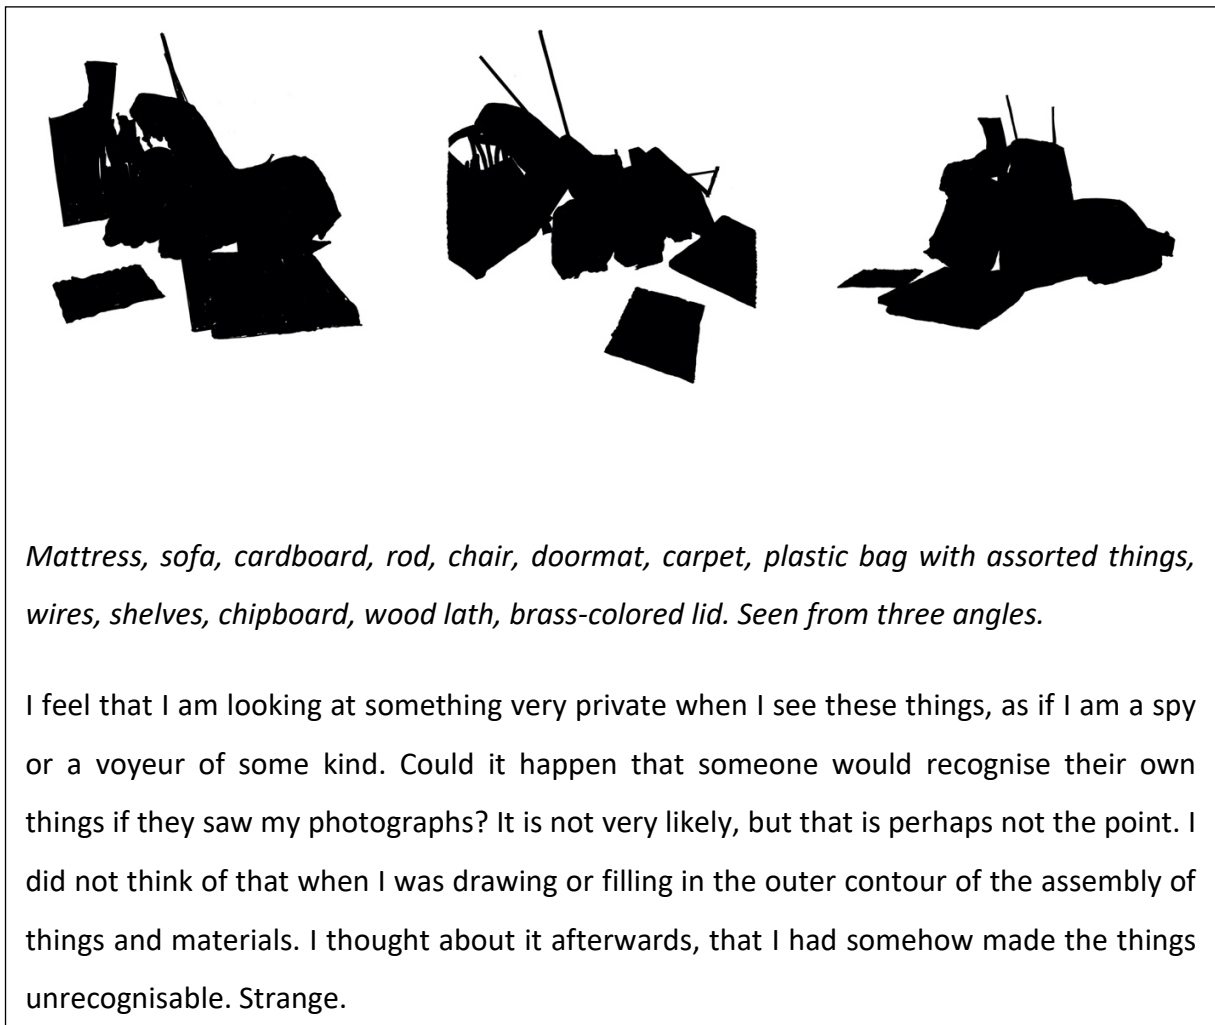 Mattress, sofa, cardboard, rod, chair, doormat, carpet, plastic bag with assorted things,
wires, shelves, chipboard, wood lath, brass-colored lid. Seen from three angles.
I feel that I am looking at something very private when I see these things, as if I am a spy
or a voyeur of some kind. Could it happen that someone would recognise their own
things if they saw my photographs? It is not very likely, but that is perhaps not the point. I
did not think of that when I was drawing or filling in the outer contour of the assembly of
things and materials. I thought about it afterwards, that I had somehow made the things
unrecognisable. Strange.